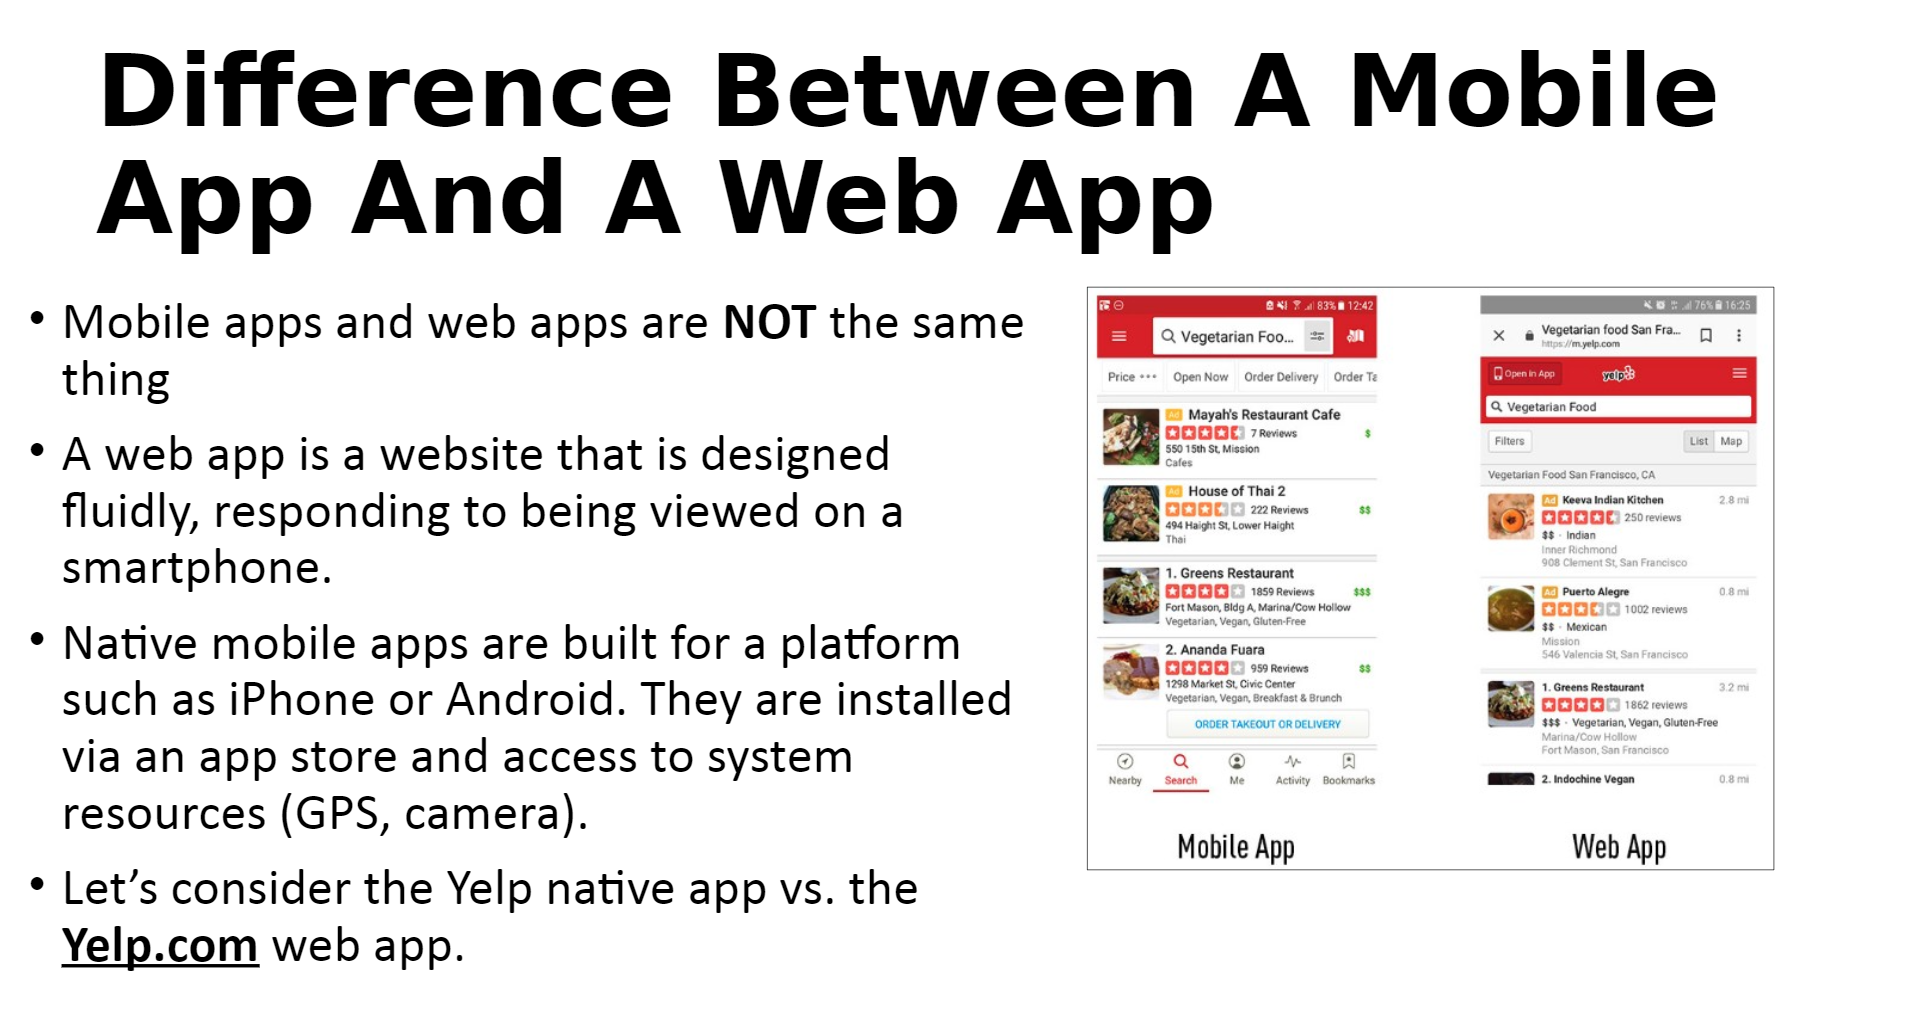 Difference Between A Mobile
App And A Web App
• Mobile apps and web apps are NOT the same
thing
• A web app is a website that is designed
fluidly, responding to being viewed on a
smartphone.
• Native mobile apps are built for a platform
such as iPhone or Android. They are installed
via an app store and access to system
resources (GPS, camera).
• Let’s consider the Yelp native app vs. the
Yelp.com web app.
83% 12:42
Vegetarian Foo...
Price ••• Open Now Order Delivery Order Ta
Ad Mayah's Restaurant Cafe
7 Reviews $
550 15th St, Mission
Cafes
Ad House of Thai 2
222 Reviews $$
494 Haight St, Lower Haight
Thai
1. Greens Restaurant
1859 Reviews $$$
Fort Mason, Bldg A, Marina/Cow Hollow
Vegetarian, Vegan, Gluten-Free
2. Ananda Fuara
959 Reviews $$
1298 Market St, Civic Center
Vegetarian, Vegan, Breakfast & Brunch
ORDER TAKEOUT OR DELIVERY
Nearby Search Me Activity Bookmarks
Mobile App
76% 16:25
Vegetarian food San Fra...
https://m.yelp.com
Open in App yelp
Vegetarian Food
Filters List Map
Vegetarian Food San Francisco, CA
Ad Keeva Indian Kitchen 2.8 mi
250 reviews
$$ · Indian
Inner Richmond
908 Clement St, San Francisco
Ad Puerto Alegre 0.8 mi
1002 reviews
$$ · Mexican
Mission
546 Valencia St, San Francisco
1. Greens Restaurant 3.2 mi
1862 reviews
$$$ · Vegetarian, Vegan, Gluten-Free
Marina/Cow Hollow
Fort Mason, San Francisco
2. Indochine Vegan 0.8 mi
Web App